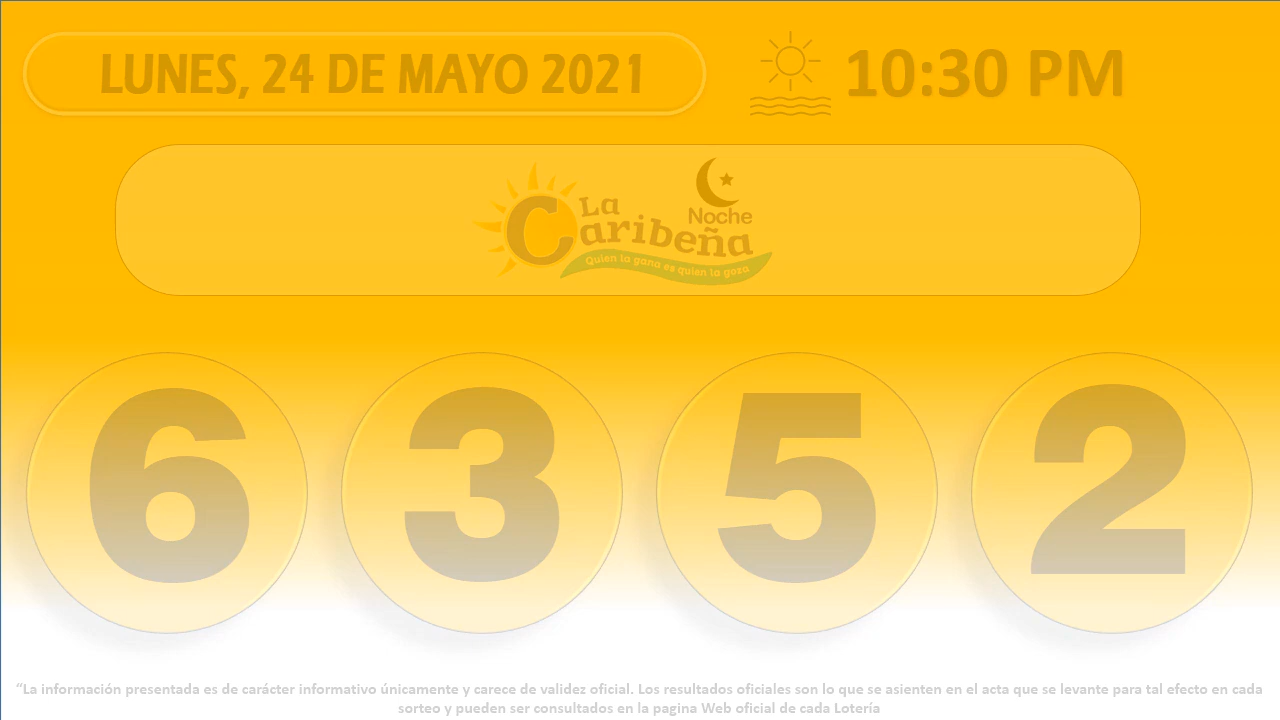 LUNES, 24 DE MAYO 2021
10:30 PM
La
Noche
Caribeña
Quien la gana es quien la goza
6 3 5 2
“La información presentada es de carácter informativo únicamente y carece de validez oficial. Los resultados oficiales son lo que se asienten en el acta que se levante para tal efecto en cada
sorteo y pueden ser consultados en la pagina Web oficial de cada Lotería